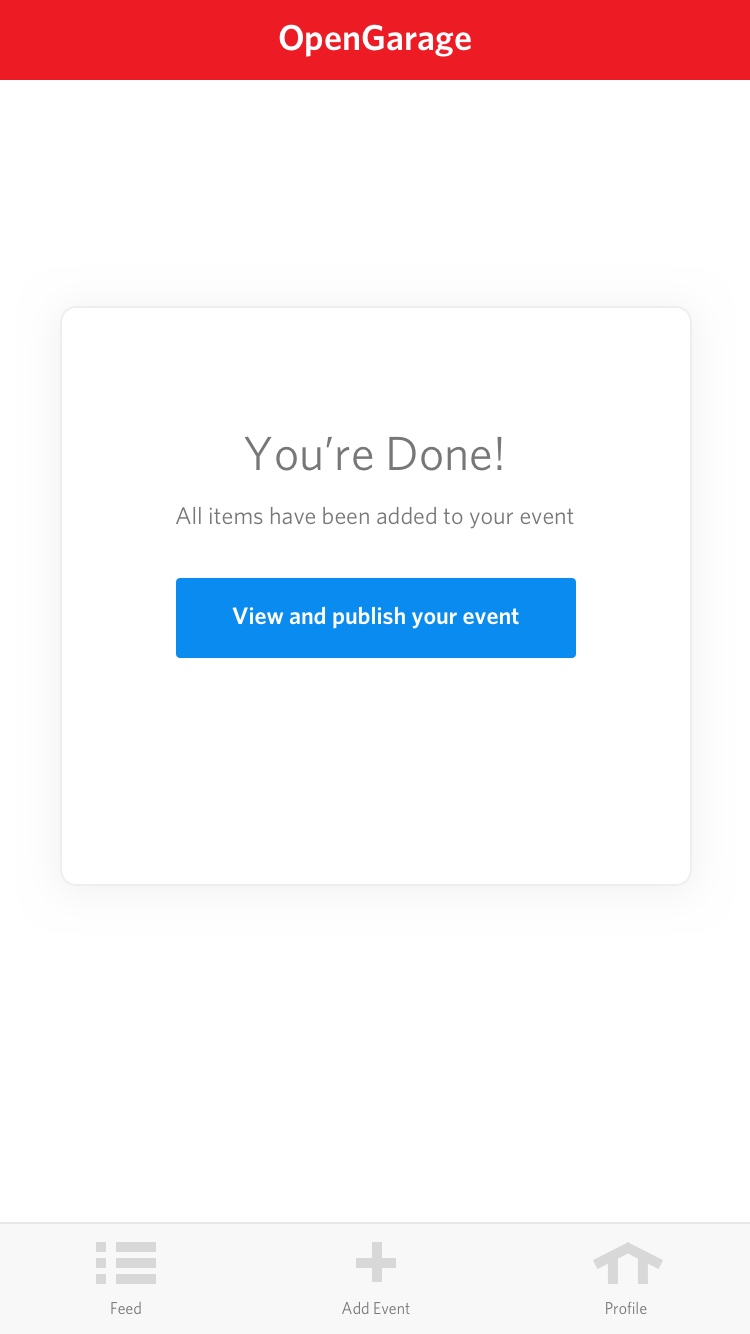 OpenGarage
You’re Done!
All items have been added to your event
View and publish your event
Feed
Add Event
Profile